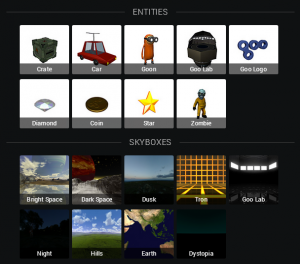 ENTITIES
Crate Car Goon Goo Lab Goo Logo
Diamond Coin Star Zombie
SKYBOXES
Bright Space Dark Space Dusk Tron Goo Lab
Night Hills Earth Dystopia